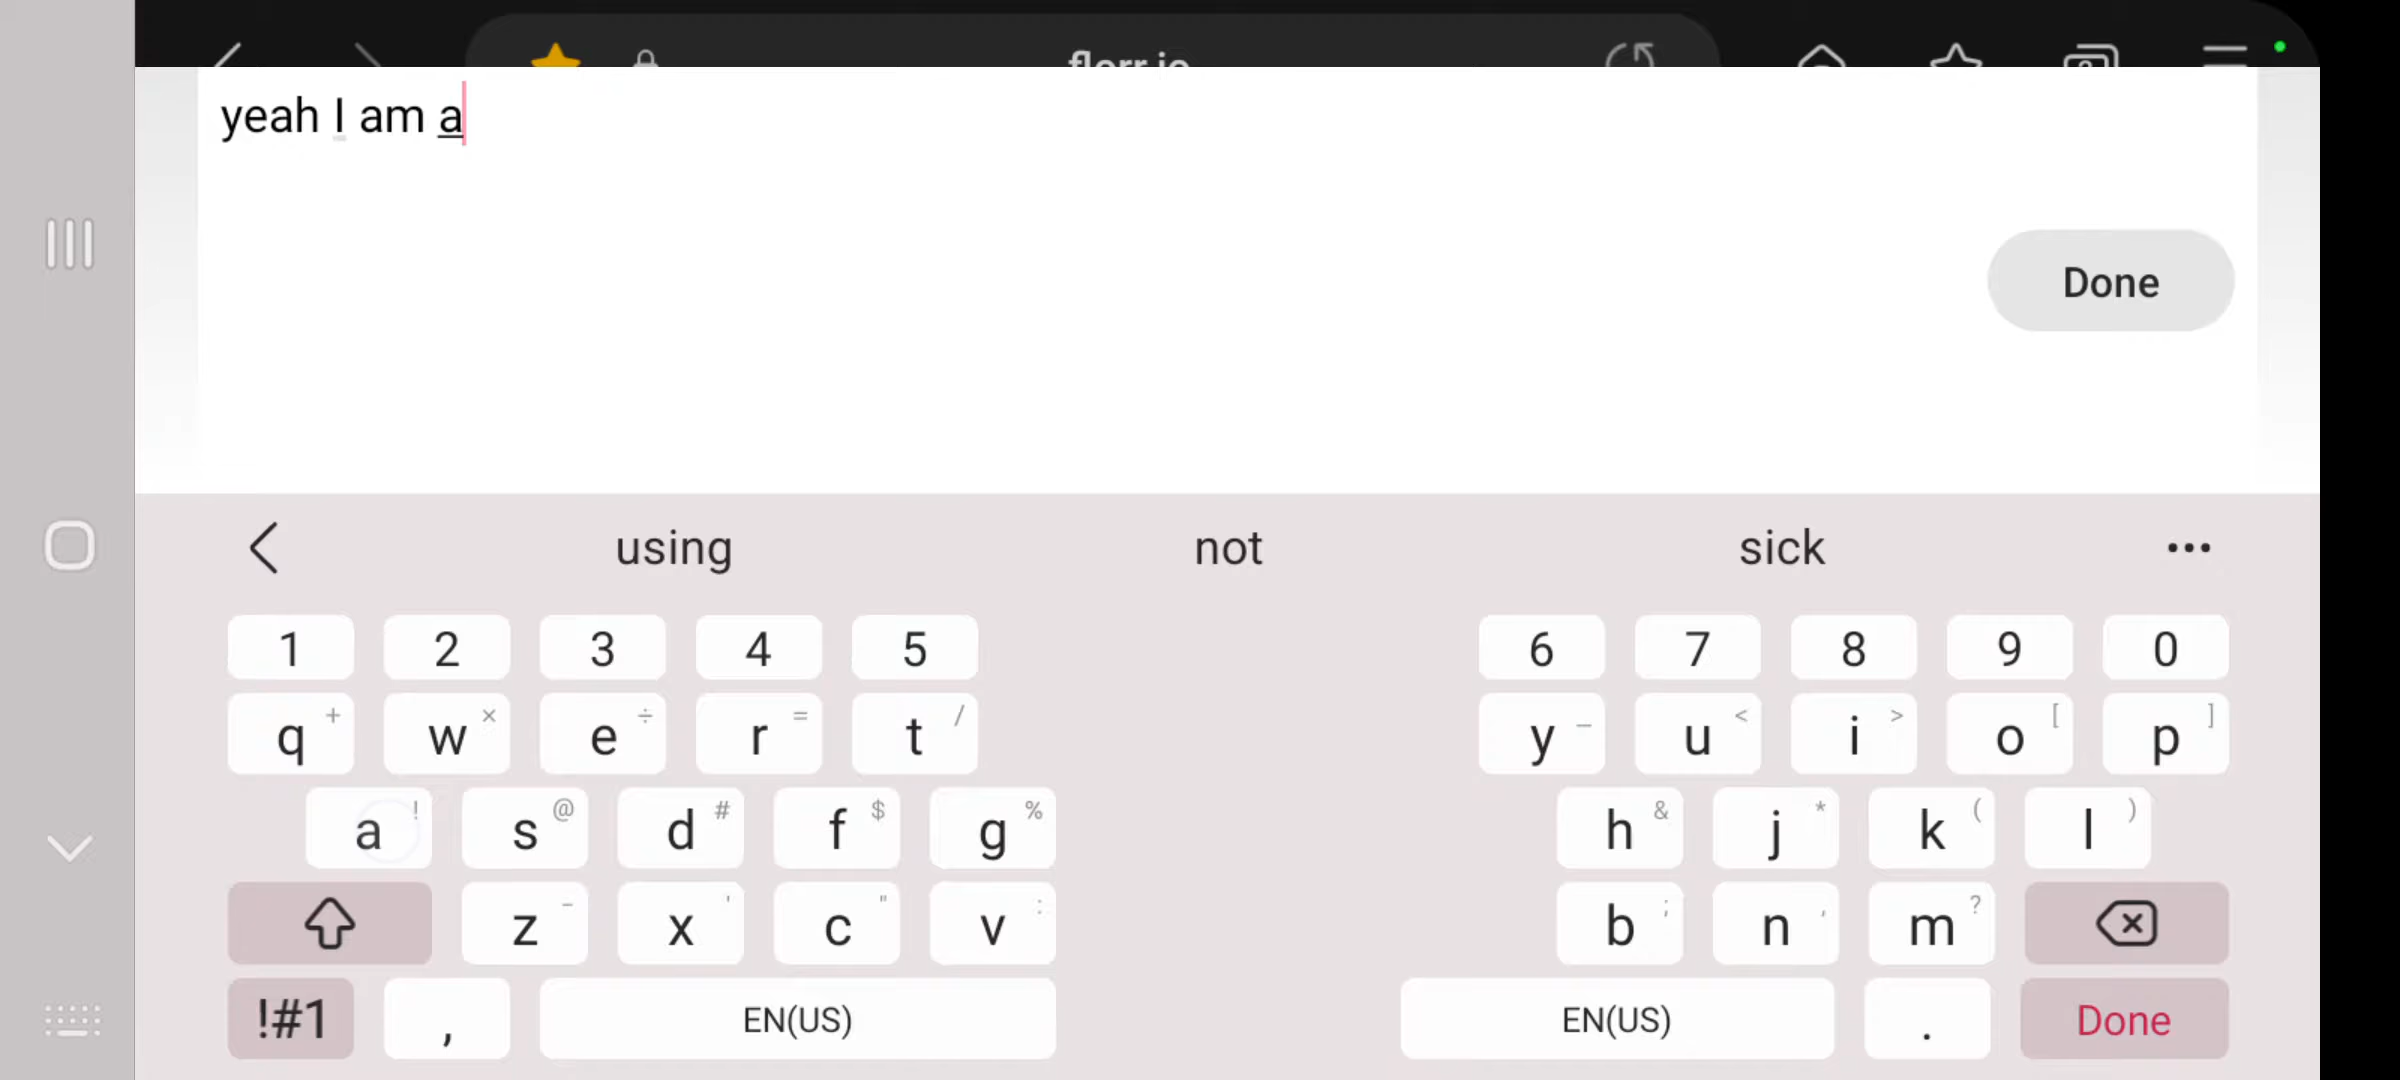 florr.io
yeah I am a
Done
using not sick •••
1 2 3 4 5 6 7 8 9 0
q + w × e ÷ r = t / y _ u < i > o [ p ]
a ! s @ d # f $ g % h & j * k ( l )
z - x ' c " v : b ; n , m ?
!#1 , EN(US) EN(US) . Done